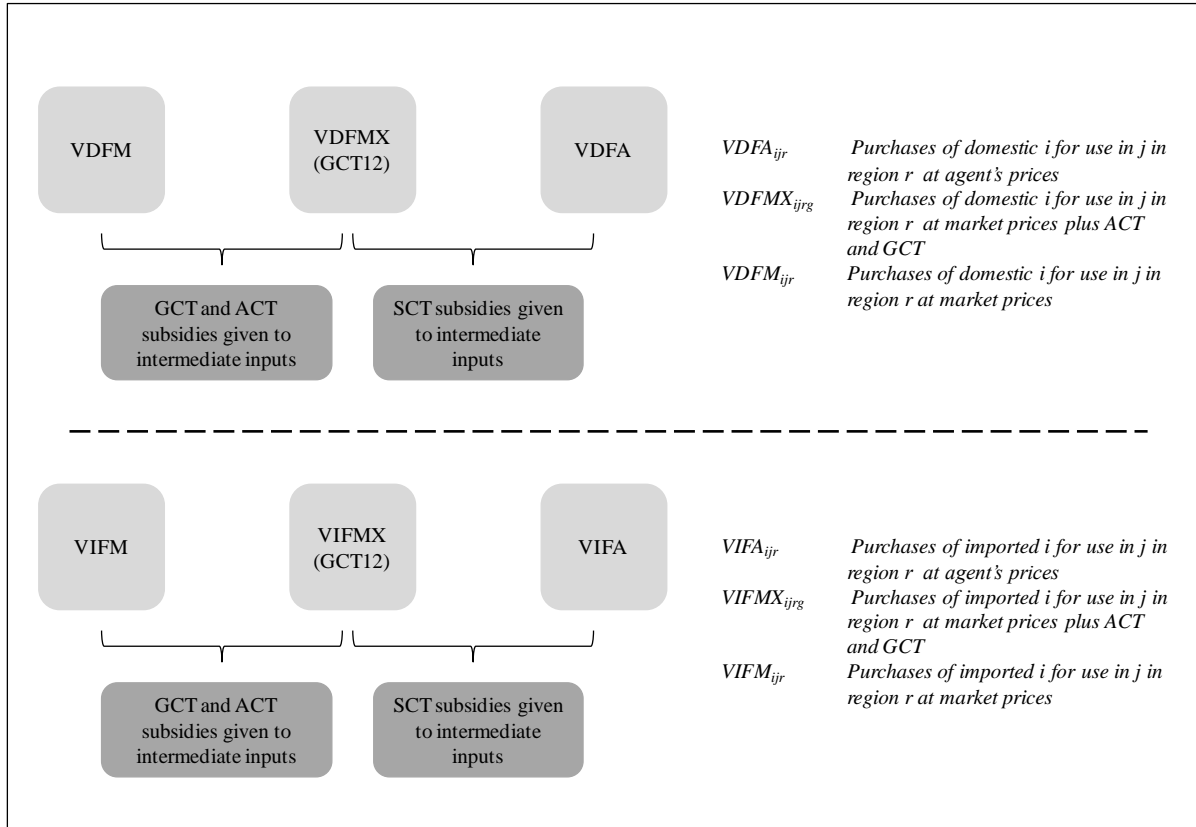 VDFM
VDFMX
(GCT12)
VDFA
GCT and ACT
subsidies given to
intermediate inputs
SCT subsidies given
to intermediate
inputs
VDFA_ijr Purchases of domestic i for use in j in
region r at agent's prices
VDFMX_ijrg Purchases of domestic i for use in j in
region r at market prices plus ACT
and GCT
VDFM_ijr Purchases of domestic i for use in j in
region r at market prices
VIFM
VIFMX
(GCT12)
VIFA
GCT and ACT
subsidies given to
intermediate inputs
SCT subsidies given
to intermediate
inputs
VIFA_ijr Purchases of imported i for use in j in
region r at agent's prices
VIFMX_ijrg Purchases of imported i for use in j in
region r at market prices plus ACT
and GCT
VIFM_ijr Purchases of imported i for use in j in
region r at market prices